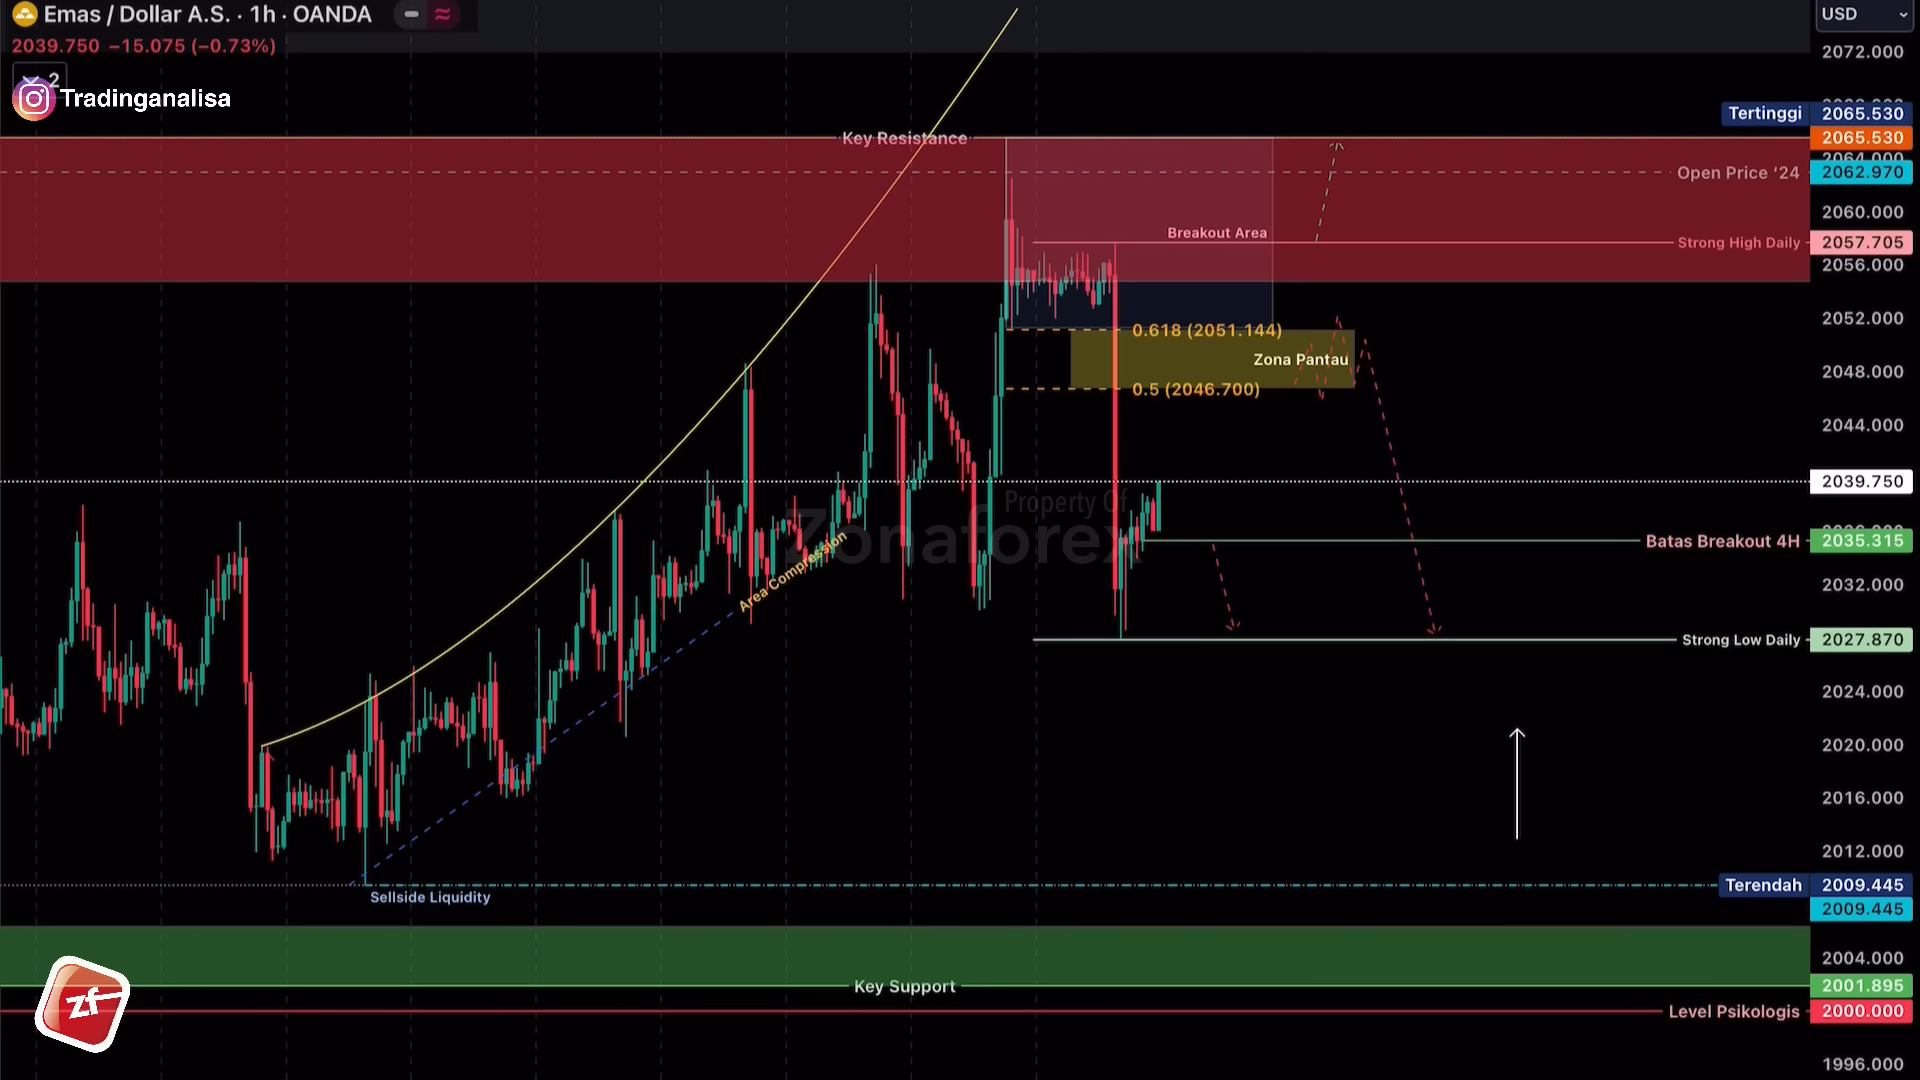 Emas / Dollar A.S. · 1h · OANDA
USD
2039.750 −15.075 (−0.73%)
2
Tradinganalisa
2072.000
Tertinggi 2065.530
Key Resistance 2065.530
2064.000
Open Price ‘24 2062.970
2060.000
Breakout Area
Strong High Daily 2057.705
2056.000
2052.000
0.618 (2051.144)
Zona Pantau
2048.000
0.5 (2046.700)
2044.000
2039.750
Property Of
Zonaforex
Area Compression
Batas Breakout 4H 2035.315
2032.000
Strong Low Daily 2027.870
2024.000
2020.000
2016.000
2012.000
Terendah 2009.445
Sellside Liquidity
2009.445
2004.000
Key Support 2001.895
zf
Level Psikologis 2000.000
1996.000